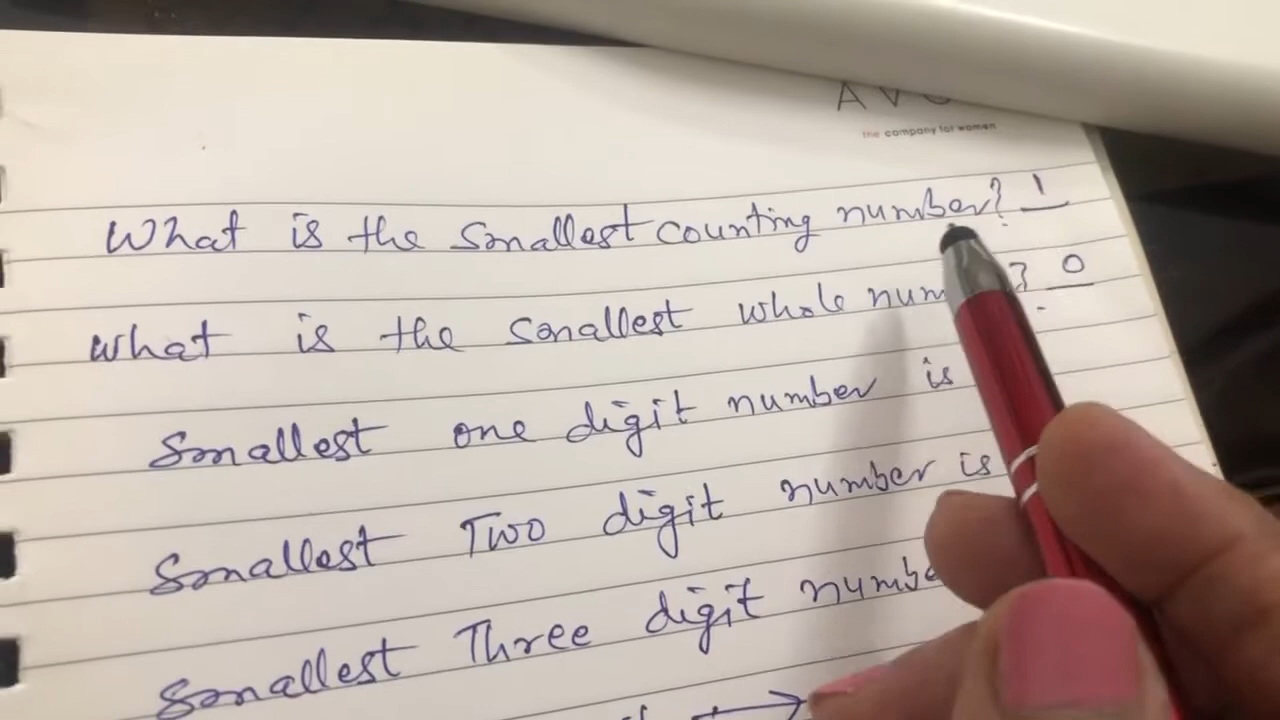 the company for women
What is the smallest counting number? 1
What is the smallest whole num ? 0
Smallest one digit number is
Smallest Two digit number is
Smallest Three digit numbe